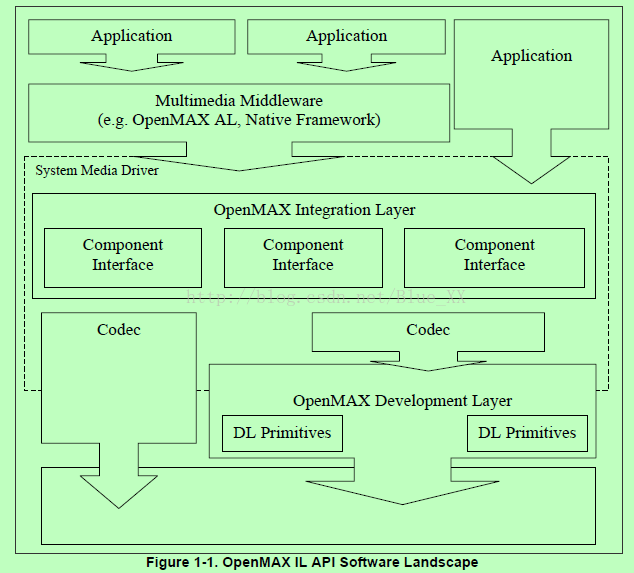 Application
Application
Application
Multimedia Middleware
(e.g. OpenMAX AL, Native Framework)
System Media Driver
OpenMAX Integration Layer
Component
Interface
Component
Interface
Component
Interface
http://blog.csdn.net/Blue_XX
Codec
Codec
OpenMAX Development Layer
DL Primitives
DL Primitives
Figure 1-1. OpenMAX IL API Software Landscape